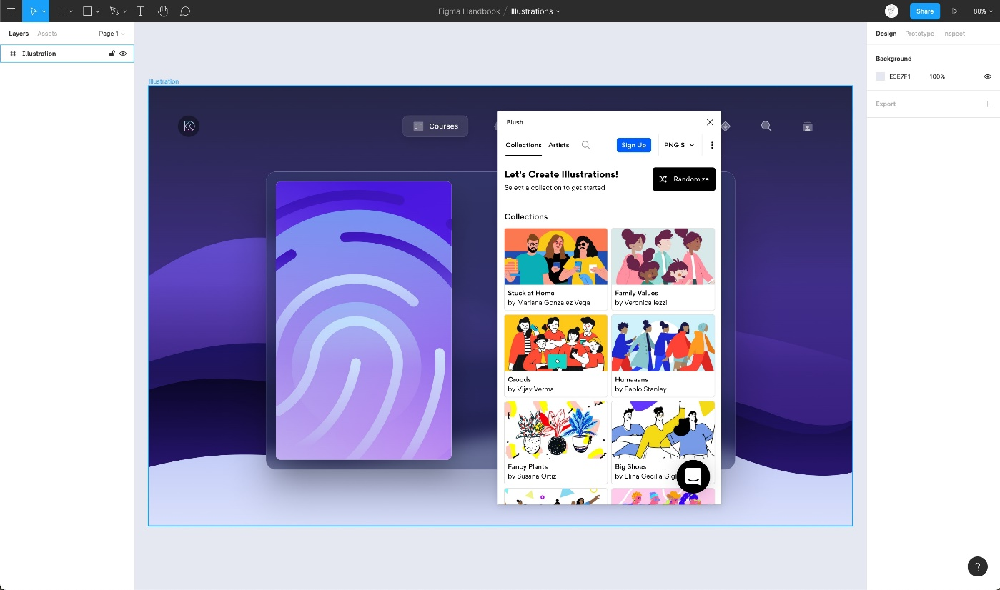 Figma Handbook / Illustrations
Share
88%
Layers
Assets
Page 1
Design
Prototype
Inspect
Illustration
Background
E5E7F1
100%
Export
Illustration
Courses
Blush
Collections
Artists
Sign Up
PNG S
Let's Create Illustrations!
Select a collection to get started
Randomize
Collections
Stuck at Home
by Mariana Gonzalez Vega
Family Values
by Veronica Iezzi
Croods
by Vijay Verma
Humaaans
by Pablo Stanley
Fancy Plants
by Susana Ortiz
Big Shoes
by Elina Cecilia
?